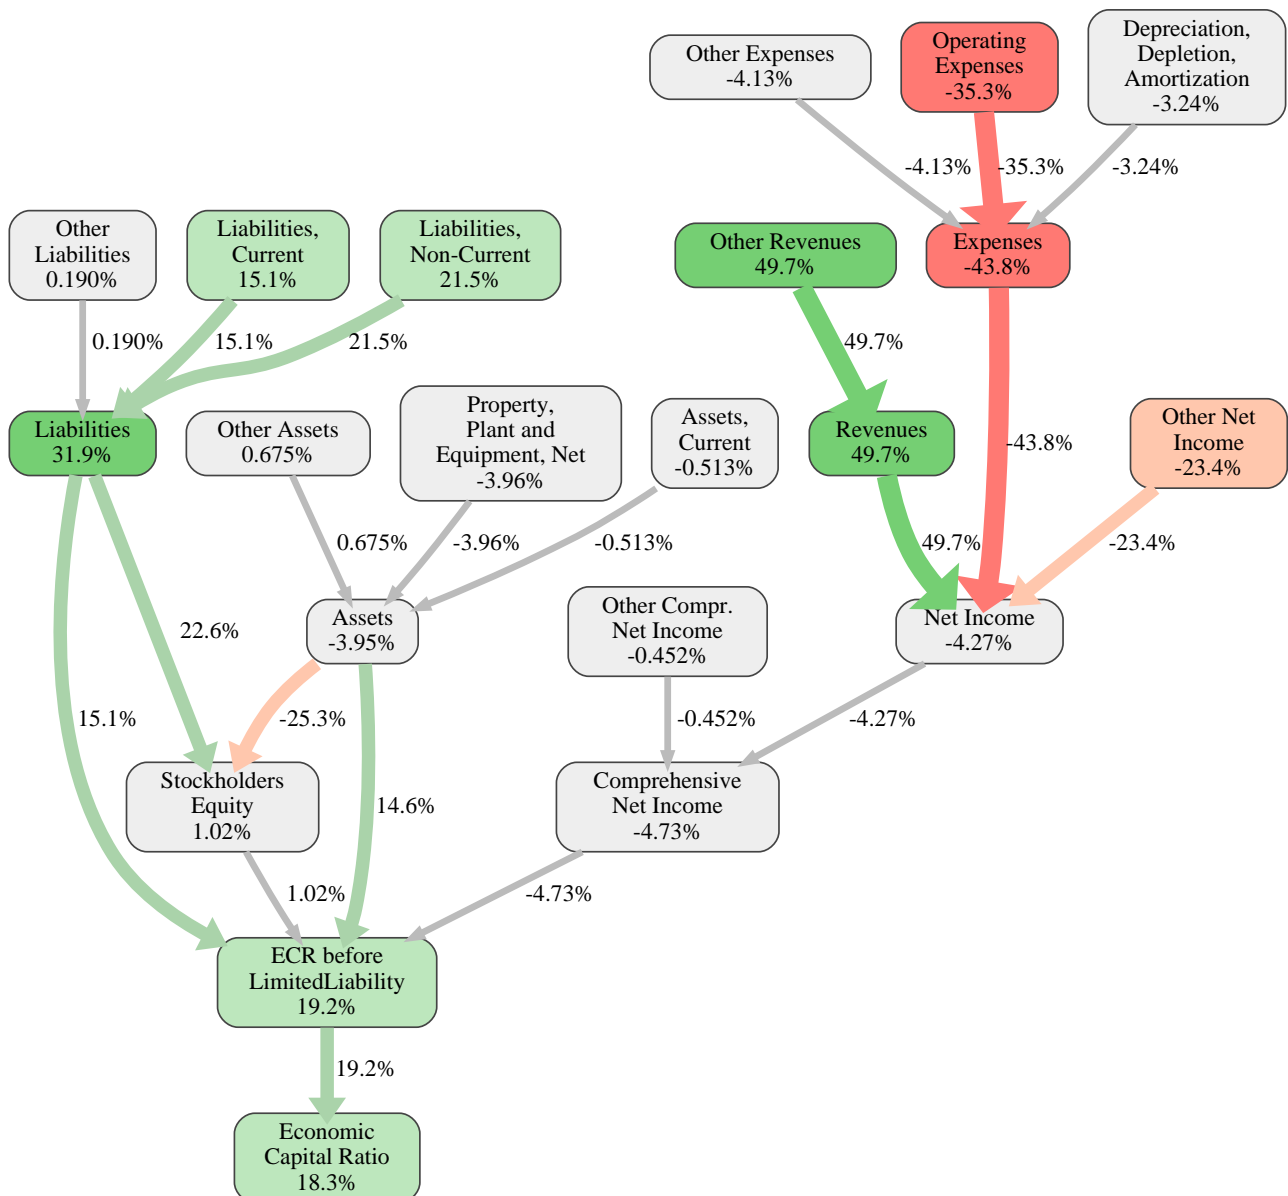 Other Expenses
-4.13%
Operating
Expenses
-35.3%
Depreciation,
Depletion,
Amortization
-3.24%
-4.13%
-35.3%
-3.24%
Other
Liabilities
0.190%
Liabilities,
Current
15.1%
Liabilities,
Non-Current
21.5%
Other Revenues
49.7%
Expenses
-43.8%
0.190%
15.1%
21.5%
49.7%
-43.8%
Liabilities
31.9%
Other Assets
0.675%
Property,
Plant and
Equipment, Net
-3.96%
Assets,
Current
-0.513%
Revenues
49.7%
Other Net
Income
-23.4%
0.675%
-3.96%
-0.513%
49.7%
-23.4%
22.6%
Assets
-3.95%
Other Compr.
Net Income
-0.452%
Net Income
-4.27%
15.1%
-25.3%
-0.452%
-4.27%
Stockholders
Equity
1.02%
14.6%
Comprehensive
Net Income
-4.73%
1.02%
-4.73%
ECR before
LimitedLiability
19.2%
19.2%
Economic
Capital Ratio
18.3%